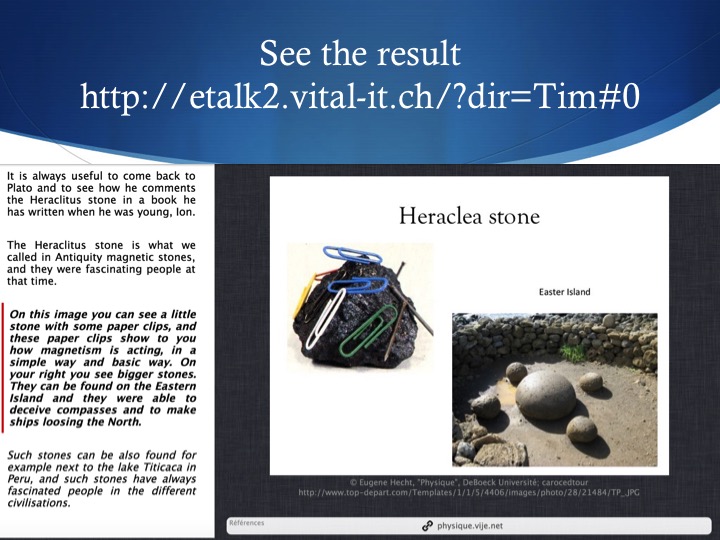 See the result
http://etalk2.vital-it.ch/?dir=Tim#0
It is always useful to come back to
Plato and to see how he comments
the Heraclitus stone in a book he
has written when he was young, Ion.
The Heraclitus stone is what we
called in Antiquity magnetic stones,
and they were fascinating people at
that time.
On this image you can see a little
stone with some paper clips, and
these paper clips show to you
how magnetism is acting, in a
simple way and basic way. On
your right you see bigger stones.
They can be found on the Eastern
Island and they were able to
deceive compasses and to make
ships loosing the North.
Such stones can be also found for
example next to the lake Titicaca in
Peru, and such stones have always
fascinated people in the different
civilisations.
Heraclea stone
Easter Island
© Eugene Hecht, "Physique", DeBoeck Université; carocedtour
http://www.top-depart.com/Templates/1/1/5/4406/images/photo/28/21484/TP_.JPG
Références
physique.vije.net